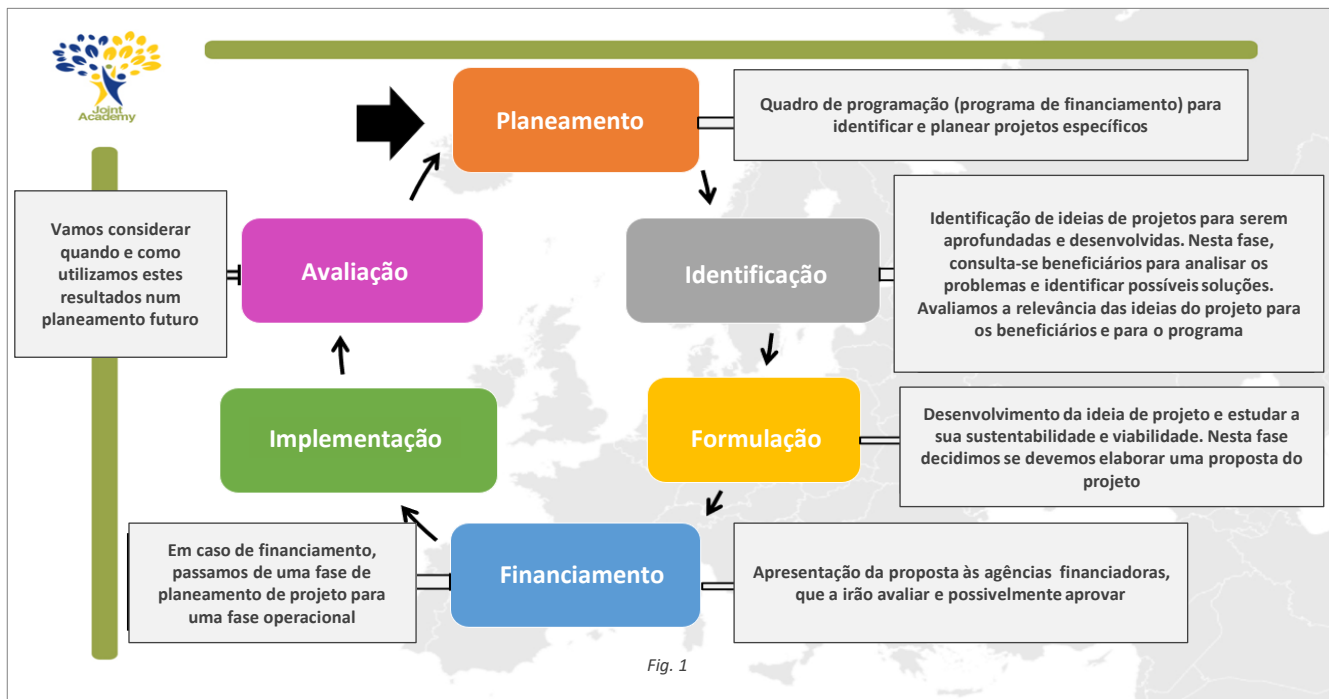 Joint
Academy
Planeamento
Quadro de programação (programa de financiamento) para
identificar e planear projetos específicos
Identificação
Identificação de ideias de projetos para serem
aprofundadas e desenvolvidas. Nesta fase,
consulta-se beneficiários para analisar os
problemas e identificar possíveis soluções.
Avaliamos a relevância das ideias do projeto para
os beneficiários e para o programa
Formulação
Desenvolvimento da ideia de projeto e estudar a
sua sustentabilidade e viabilidade. Nesta fase
decidimos se devemos elaborar uma proposta do
projeto
Financiamento
Apresentação da proposta às agências financiadoras,
que a irão avaliar e possivelmente aprovar
Em caso de financiamento,
passamos de uma fase de
planeamento de projeto para
uma fase operacional
Implementação
Avaliação
Vamos considerar
quando e como
utilizamos estes
resultados num
planeamento futuro
Fig. 1